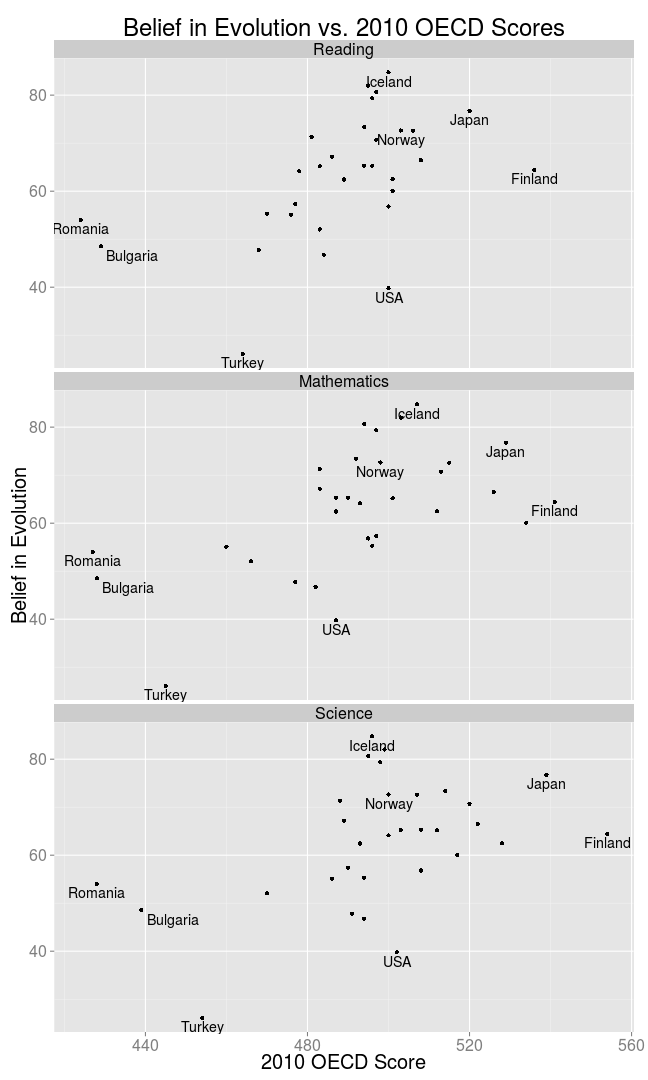 Belief in Evolution vs. 2010 OECD Scores
Reading
80
60
40
Iceland
Japan
Norway
Finland
Romania
Bulgaria
USA
Turkey
Mathematics
80
60
40
Iceland
Japan
Norway
Finland
Romania
Bulgaria
USA
Turkey
Belief in Evolution
Science
80
60
40
Iceland
Japan
Norway
Finland
Romania
Bulgaria
USA
Turkey
440 480 520 560
2010 OECD Score